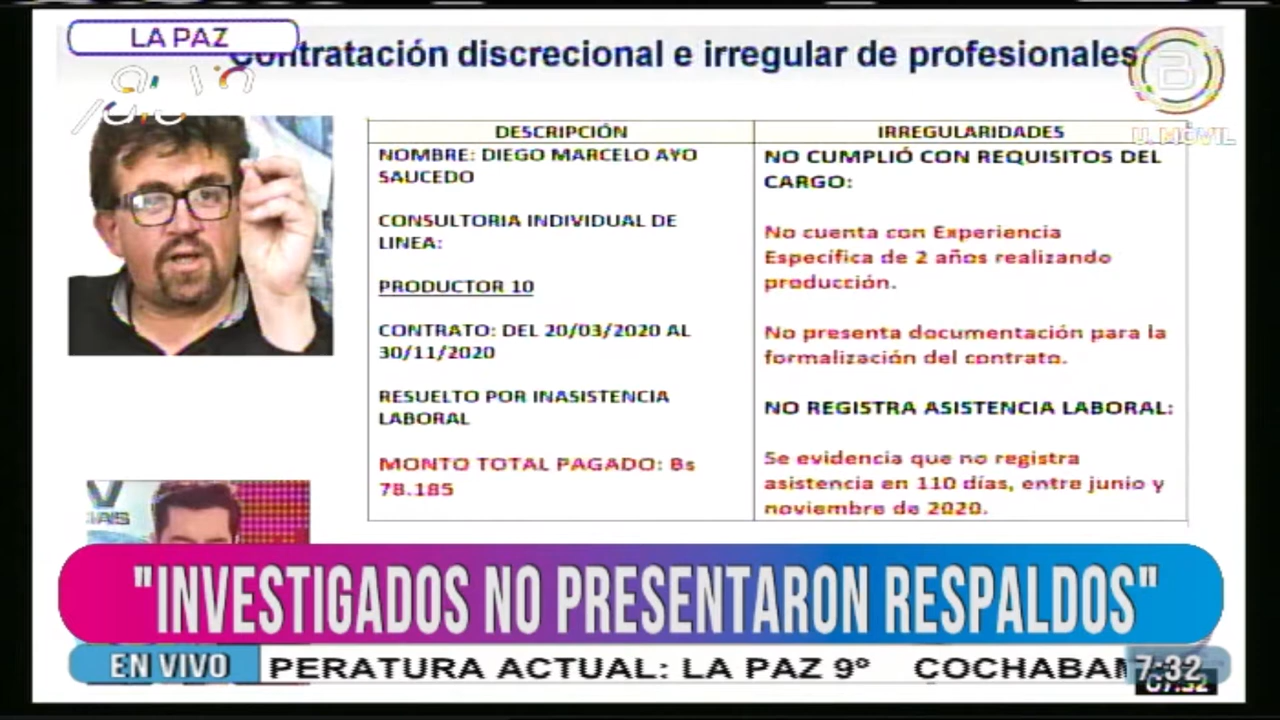 LA PAZ
Contratación discrecional e irregular de profesionales
U. MÓVIL
DESCRIPCIÓN
NOMBRE: DIEGO MARCELO AYO
SAUCEDO
CONSULTORIA INDIVIDUAL DE
LINEA:
PRODUCTOR 10
CONTRATO: DEL 20/03/2020 AL
30/11/2020
RESUELTO POR INASISTENCIA
LABORAL
MONTO TOTAL PAGADO: Bs
78.185
IRREGULARIDADES
NO CUMPLIÓ CON REQUISITOS DEL
CARGO:
No cuenta con Experiencia
Específica de 2 años realizando
producción.
No presenta documentación para la
formalización del contrato.
NO REGISTRA ASISTENCIA LABORAL:
Se evidencia que no registra
asistencia en 110 días, entre junio y
noviembre de 2020.
"INVESTIGADOS NO PRESENTARON RESPALDOS"
EN VIVO
PERATURA ACTUAL: LA PAZ 9° COCHABAM
7:32
07:32